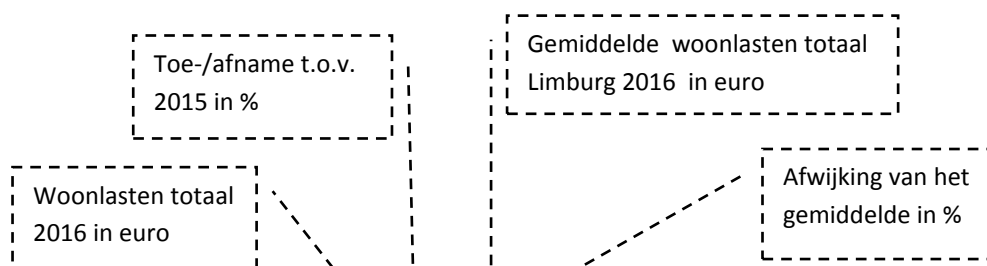 Gemiddelde woonlasten totaal
Limburg 2016 in euro
Toe-/afname t.o.v.
2015 in %
Afwijking van het
gemiddelde in %
Woonlasten totaal
2016 in euro